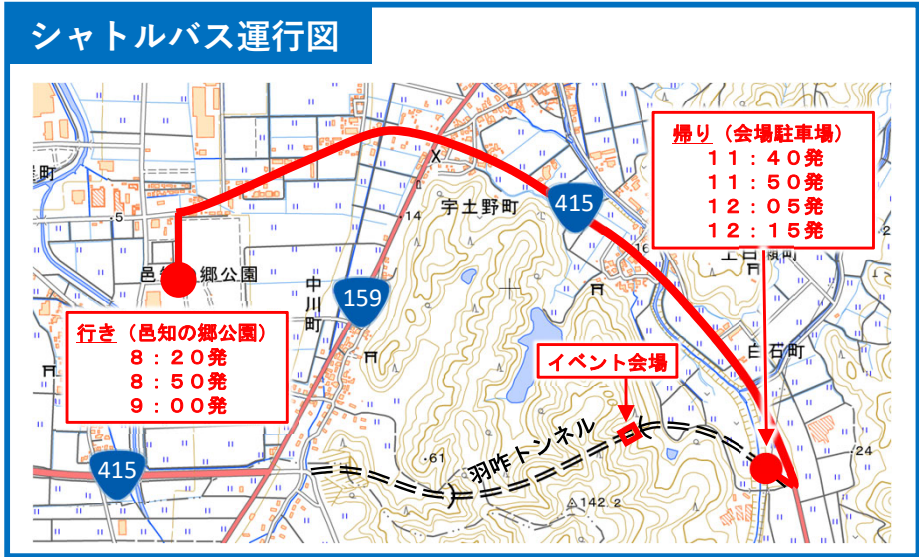 シャトルバス運行図
帰り（会場駐車場）
１１：４０発
１１：５０発
１２：０５発
１２：１５発
415
宇土野町
14
5
16
邑知の郷公園
159
中川町
行き（邑知の郷公園）
８：２０発
８：５０発
９：００発
白石町
イベント会場
羽咋トンネル
61
24
415
142.2